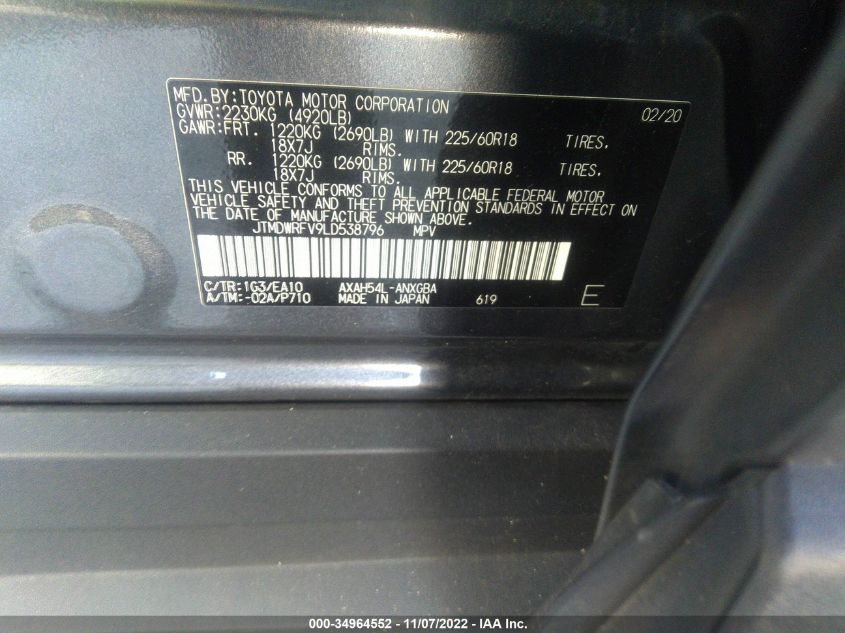 MFD. BY: TOYOTA MOTOR CORPORATION 02/20
GVWR: 2230KG (4920LB)
GAWR: FRT. 1220KG (2690LB) WITH 225/60R18 TIRES.
18X7J RIMS.
RR. 1220KG (2690LB) WITH 225/60R18 TIRES.
18X7J RIMS.
THIS VEHICLE CONFORMS TO ALL APPLICABLE FEDERAL MOTOR
VEHICLE SAFETY AND THEFT PREVENTION STANDARDS IN EFFECT ON
THE DATE OF MANUFACTURE SHOWN ABOVE.
JTMDWRFV9LD538796 MPV
C/TR: 1G3/EA10 AXAH54L-ANXGBA
A/TM: -02A/P710 MADE IN JAPAN 619 E
000-34964552 - 11/07/2022 - IAA Inc.